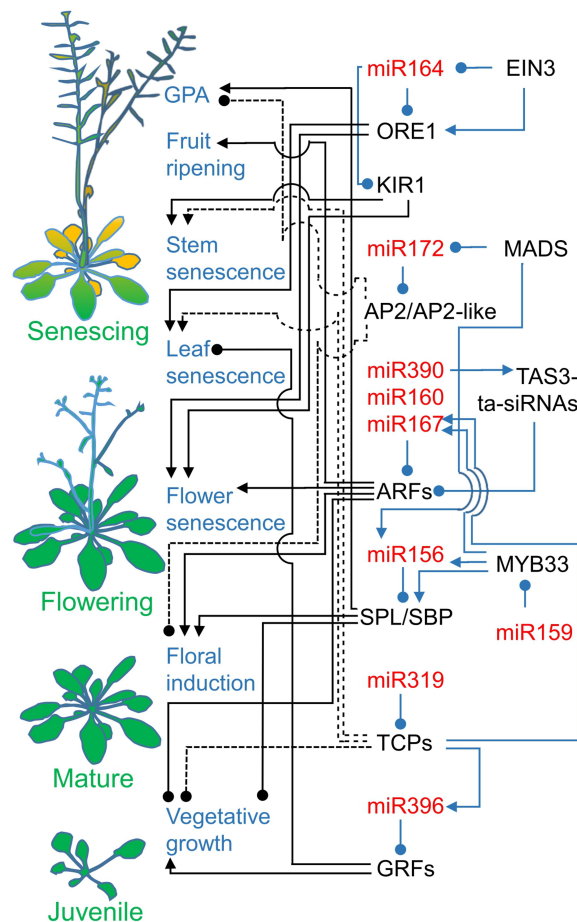 miR164
EIN3
GPA
ORE1
Fruit
ripening
KIR1
Stem
senescence
miR172
MADS
AP2/AP2-like
Senescing
Leaf
senescence
miR390
TAS3-
ta-siRNAs
miR160
miR167
Flower
senescence
ARFs
miR156
MYB33
Flowering
SPL/SBP
miR159
Floral
induction
miR319
TCPs
Mature
miR396
Vegetative
growth
GRFs
Juvenile